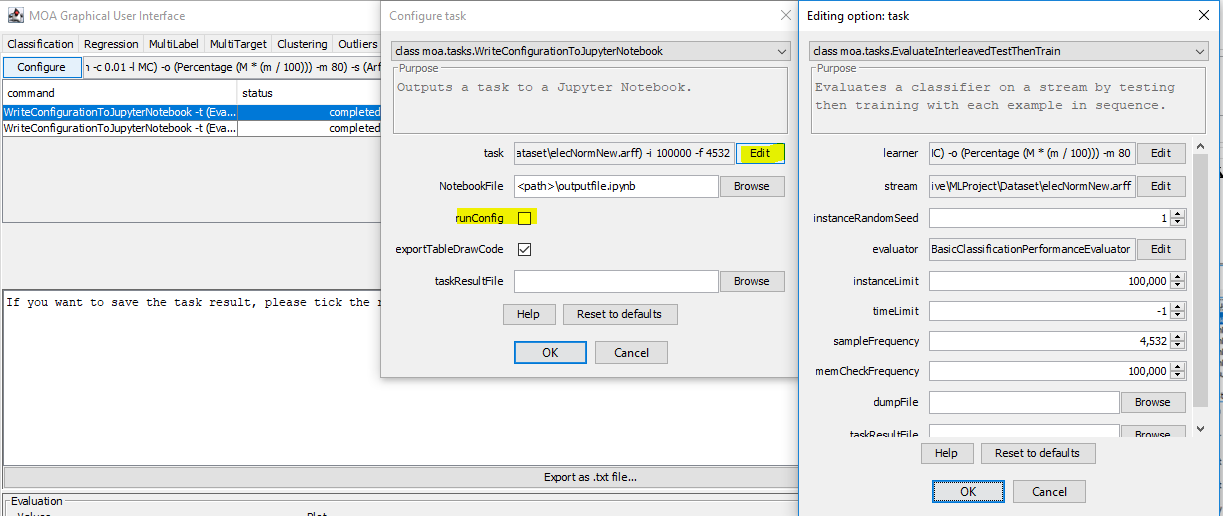 MOA Graphical User Interface
Classification Regression MultiLabel MultiTarget Clustering Outliers
Configure n -c 0.01 -l MC) -o (Percentage (M * (m / 100))) -m 80) -s (Arf
command status
WriteConfigurationToJupyterNotebook -t (Eva... completed
WriteConfigurationToJupyterNotebook -t (Eva... completed
If you want to save the task result, please tick the r
Export as .txt file...
Evaluation
Values Plot
Configure task
class moa.tasks.WriteConfigurationToJupyterNotebook
Purpose
Outputs a task to a Jupyter Notebook.
task ataset\elecNormNew.arff) -i 100000 -f 4532 Edit
NotebookFile <path>\outputfile.ipynb Browse
runConfig
exportTableDrawCode
taskResultFile Browse
Help Reset to defaults
OK Cancel
Editing option: task
class moa.tasks.EvaluateInterleavedTestThenTrain
Purpose
Evaluates a classifier on a stream by testing
then training with each example in sequence.
learner MC) -o (Percentage (M * (m / 100))) -m 80 Edit
stream ive\MLProject\Dataset\elecNormNew.arff Edit
instanceRandomSeed 1
evaluator BasicClassificationPerformanceEvaluator Edit
instanceLimit 100,000
timeLimit -1
sampleFrequency 4,532
memCheckFrequency 100,000
dumpFile Browse
taskResultFile Browse
Help Reset to defaults
OK Cancel